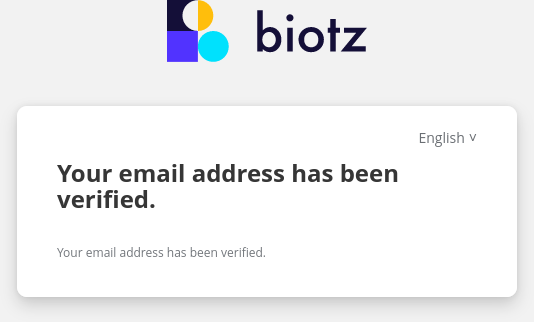 biotz
English v
Your email address has been
verified.
Your email address has been verified.